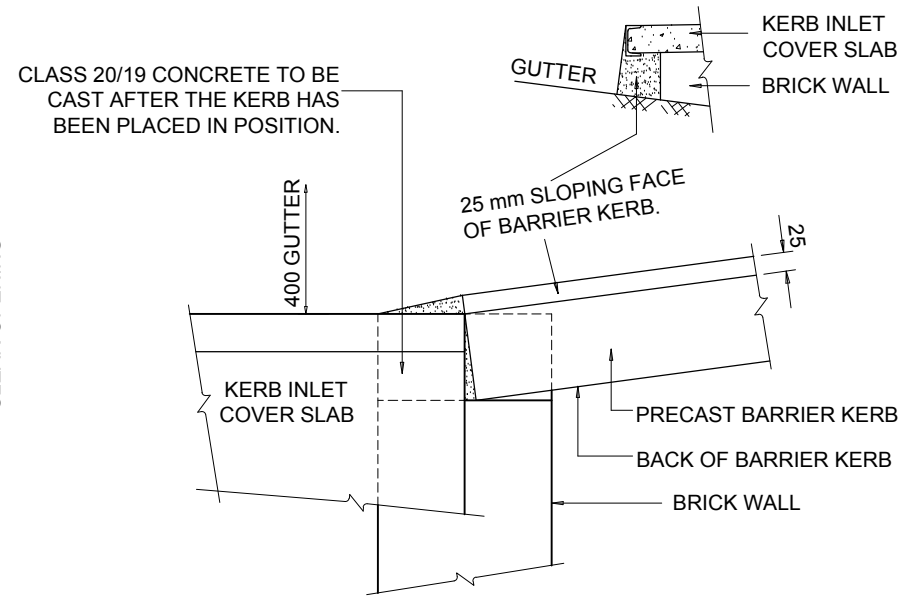 KERB INLET
COVER SLAB
GUTTER
BRICK WALL
CLASS 20/19 CONCRETE TO BE
CAST AFTER THE KERB HAS
BEEN PLACED IN POSITION.
400 GUTTER
25 mm SLOPING FACE
OF BARRIER KERB.
25
KERB INLET
COVER SLAB
PRECAST BARRIER KERB
BACK OF BARRIER KERB
BRICK WALL